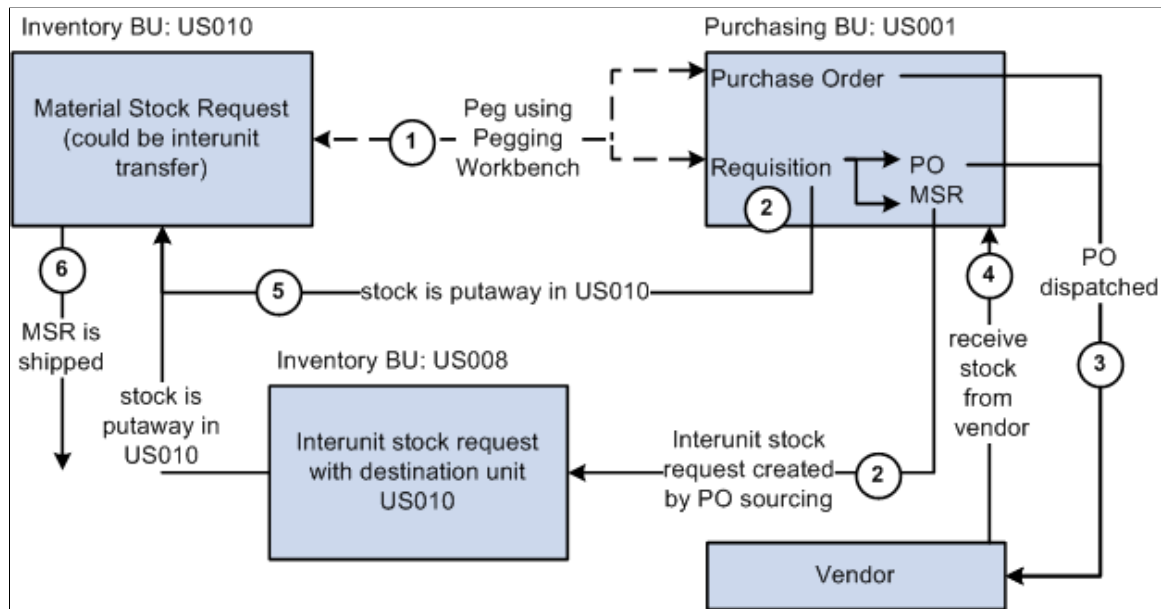 Inventory BU: US010
Purchasing BU: US001
Material Stock Request
(could be interunit
transfer)
1
Peg using
Pegging
Workbench
Purchase Order
Requisition
PO
MSR
2
6
MSR is
shipped
5
stock is putaway in US010
4
receive
stock
from
vendor
PO
dispatched
3
Inventory BU: US008
stock is
putaway in
US010
Interunit stock request
with destination unit
US010
Interunit stock
request created
by PO sourcing
2
Vendor